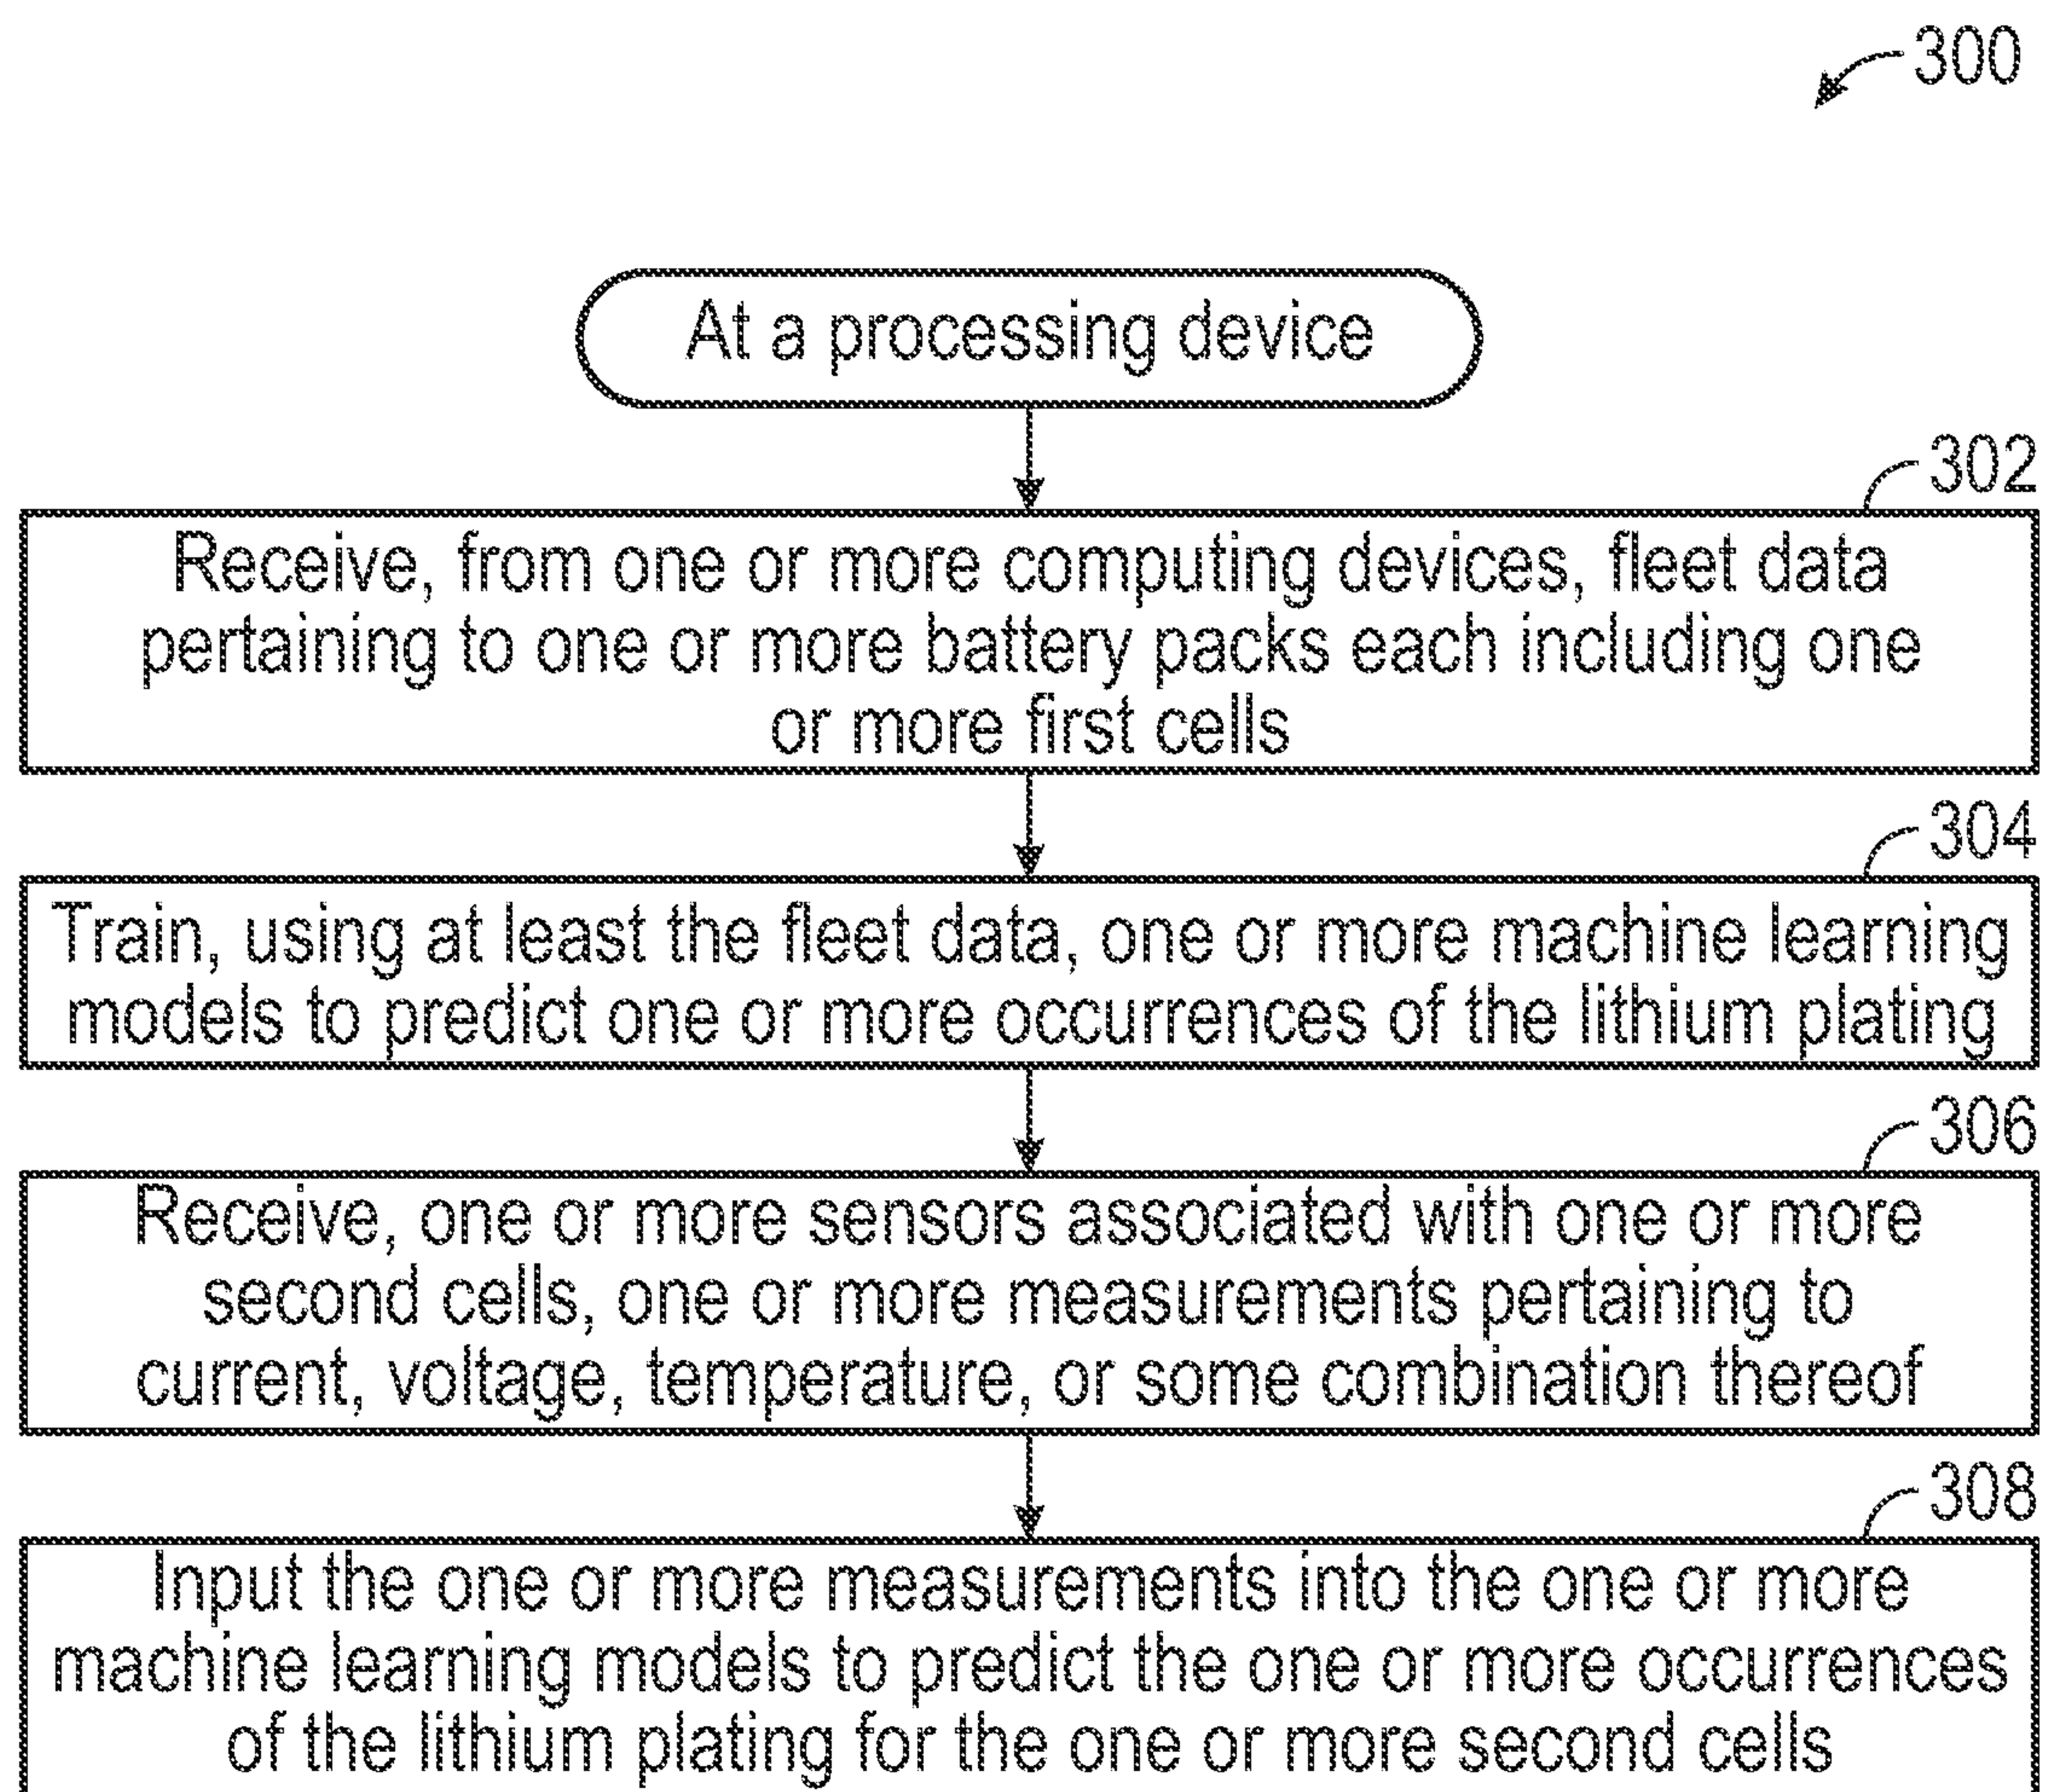 300
At a processing device
302
Receive, from one or more computing devices, fleet data
pertaining to one or more battery packs each including one
or more first cells
304
Train, using at least the fleet data, one or more machine learning
models to predict one or more occurrences of the lithium plating
306
Receive, one or more sensors associated with one or more
second cells, one or more measurements pertaining to
current, voltage, temperature, or some combination thereof
308
Input the one or more measurements into the one or more
machine learning models to predict the one or more occurrences
of the lithium plating for the one or more second cells